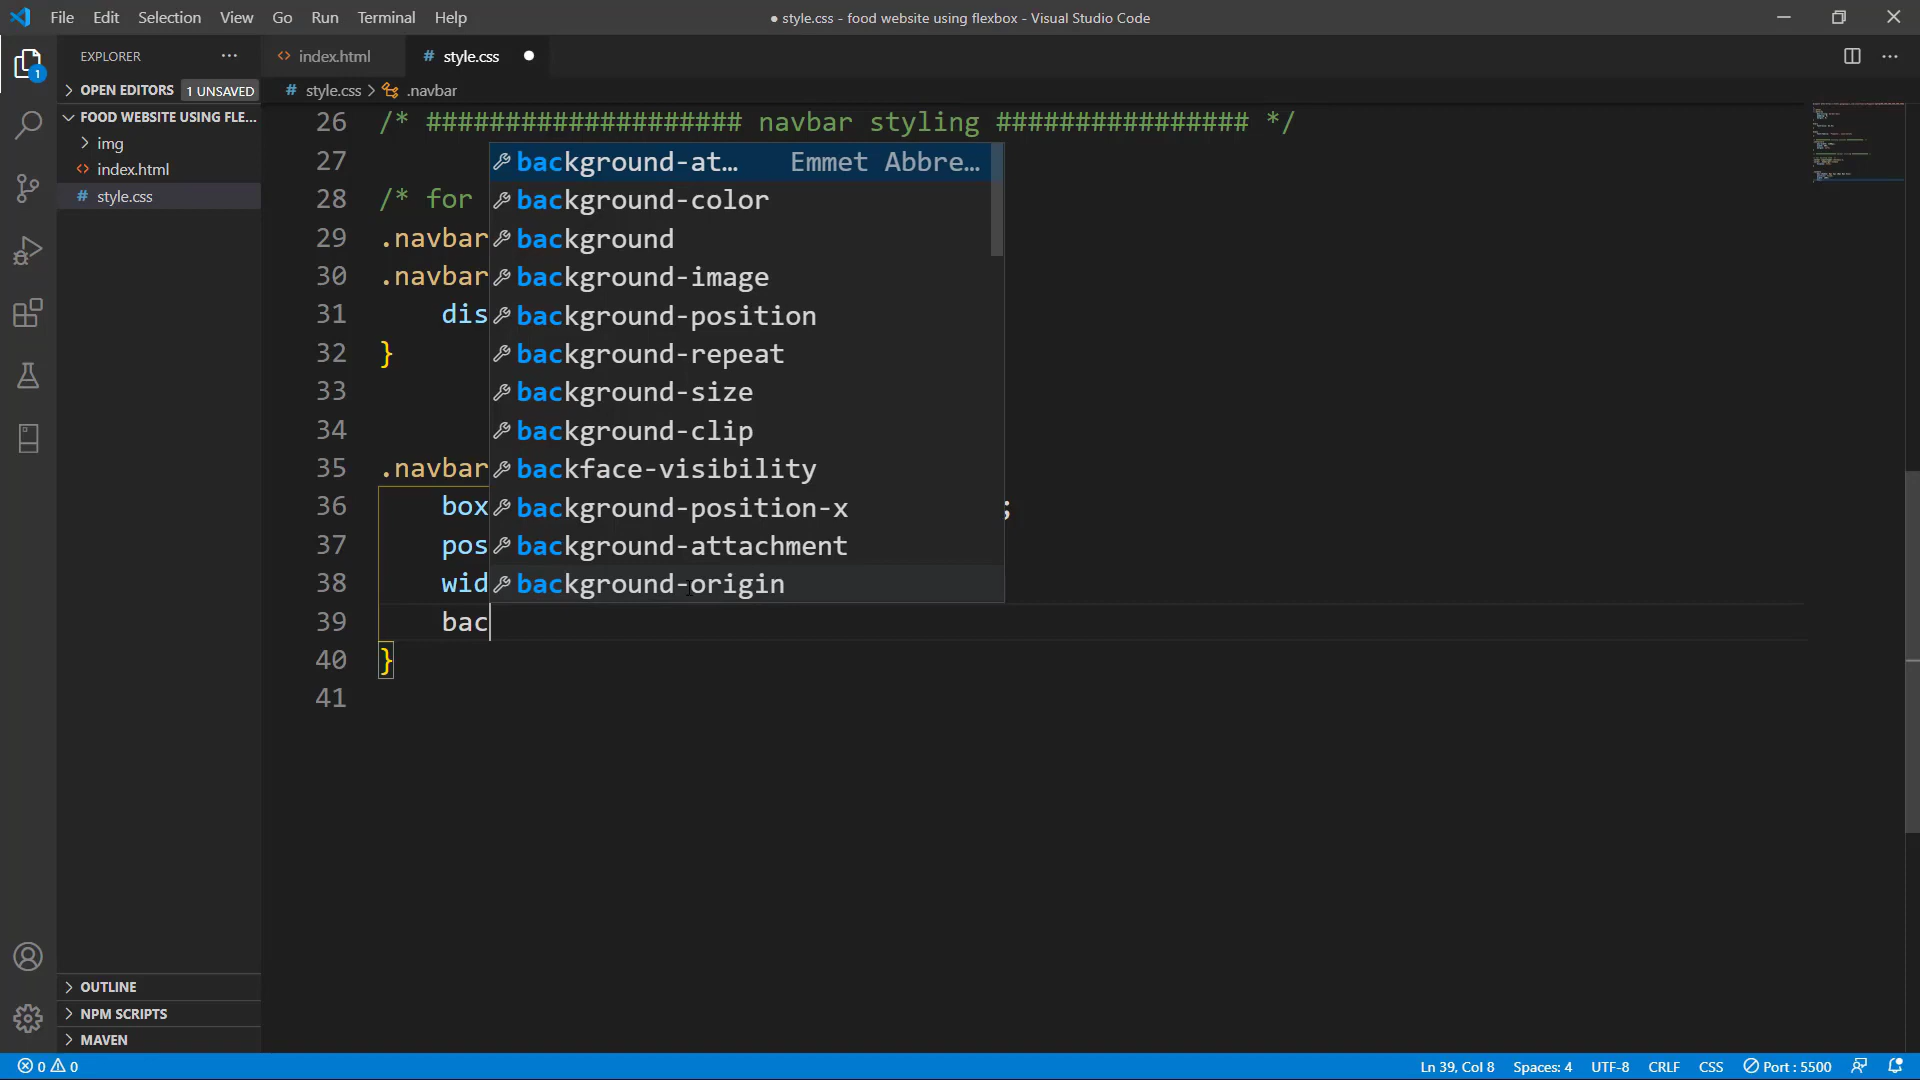 File Edit Selection View Go Run Terminal Help
● style.css - food website using flexbox - Visual Studio Code
EXPLORER ···
<> index.html
# style.css ●
OPEN EDITORS 1 UNSAVED
# style.css > .navbar
FOOD WEBSITE USING FLE...
img
<> index.html
# style.css
1
26 /* #################### navbar styling ################ */
27
28 /* for
29 .navbar
30 .navbar
31 dis
32 }
33
34
35 .navbar
36 box ;
37 pos
38 wid
39 bac
40 }
41
background-at... Emmet Abbre...
background-color
background
background-image
background-position
background-repeat
background-size
background-clip
backface-visibility
background-position-x
background-attachment
background-origin
OUTLINE
NPM SCRIPTS
MAVEN
0 0
Ln 39, Col 8 Spaces: 4 UTF-8 CRLF CSS Port : 5500